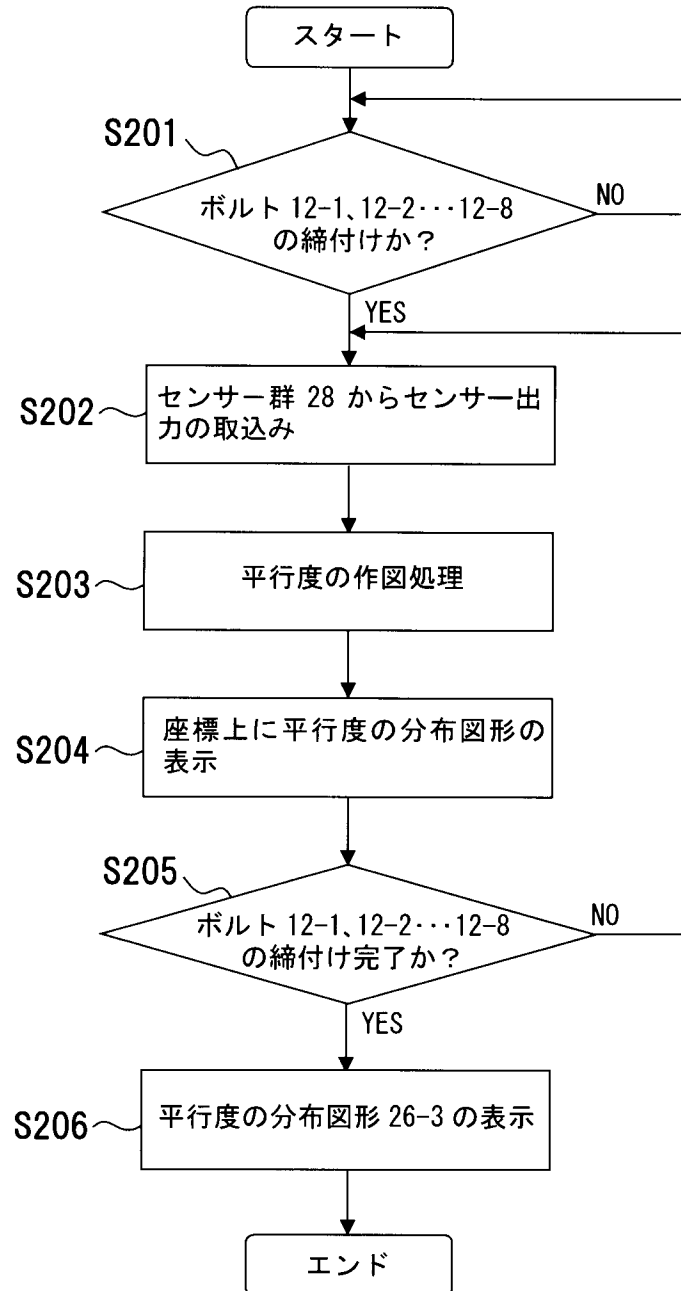 スタート
S201
ボルト 12-1、12-2･･･12-8
の締付けか？
NO
YES
S202
センサー群 28 からセンサー出
力の取込み
S203
平行度の作図処理
S204
座標上に平行度の分布図形の
表示
S205
ボルト 12-1、12-2･･･12-8
の締付け完了か？
NO
YES
S206
平行度の分布図形 26-3 の表示
エンド